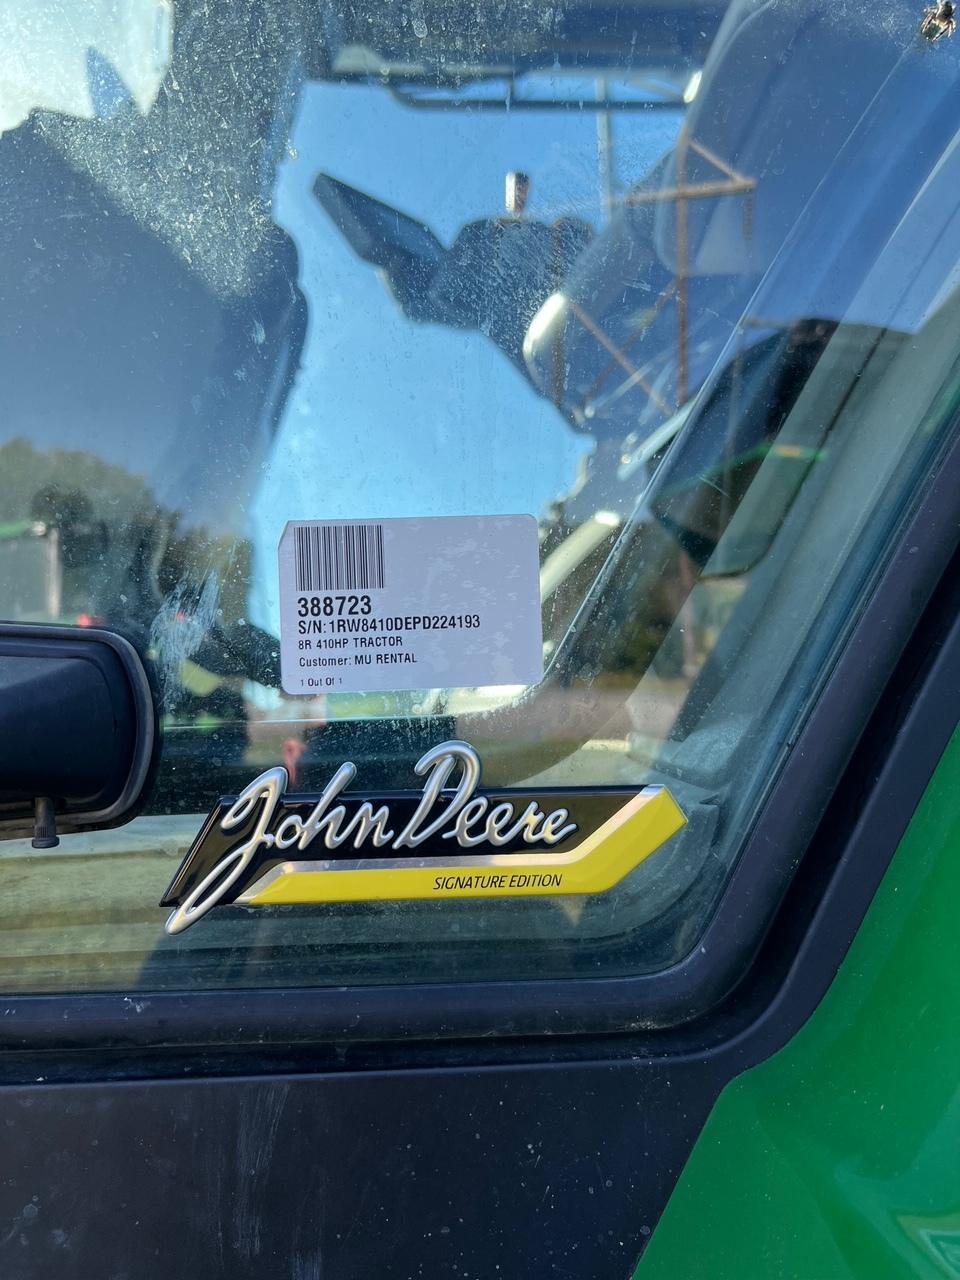 388723
S/N: 1RW8410DEPD224193
8R 410HP TRACTOR
Customer: MU RENTAL
1 Out Of 1
John Deere
SIGNATURE EDITION